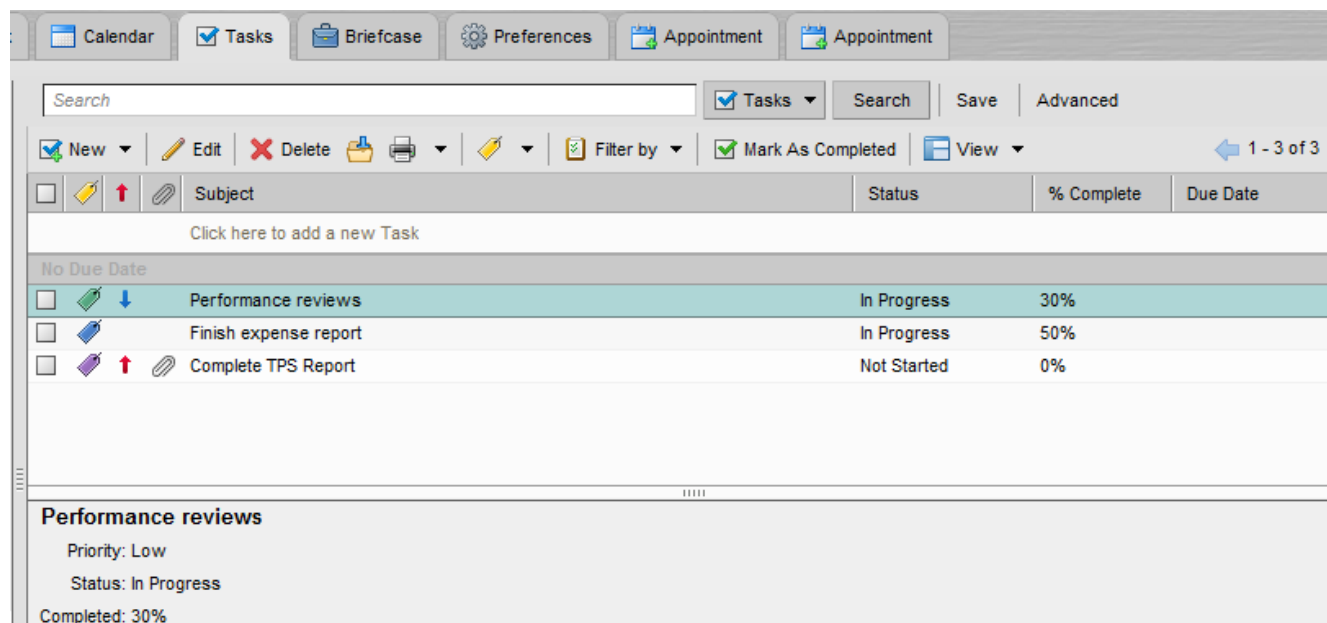 Calendar Tasks Briefcase Preferences Appointment Appointment
Search Tasks Search Save Advanced
New Edit Delete Filter by Mark As Completed View 1 - 3 of 3
Subject Status % Complete Due Date
Click here to add a new Task
No Due Date
Performance reviews In Progress 30%
Finish expense report In Progress 50%
Complete TPS Report Not Started 0%
Performance reviews
Priority: Low
Status: In Progress
Completed: 30%